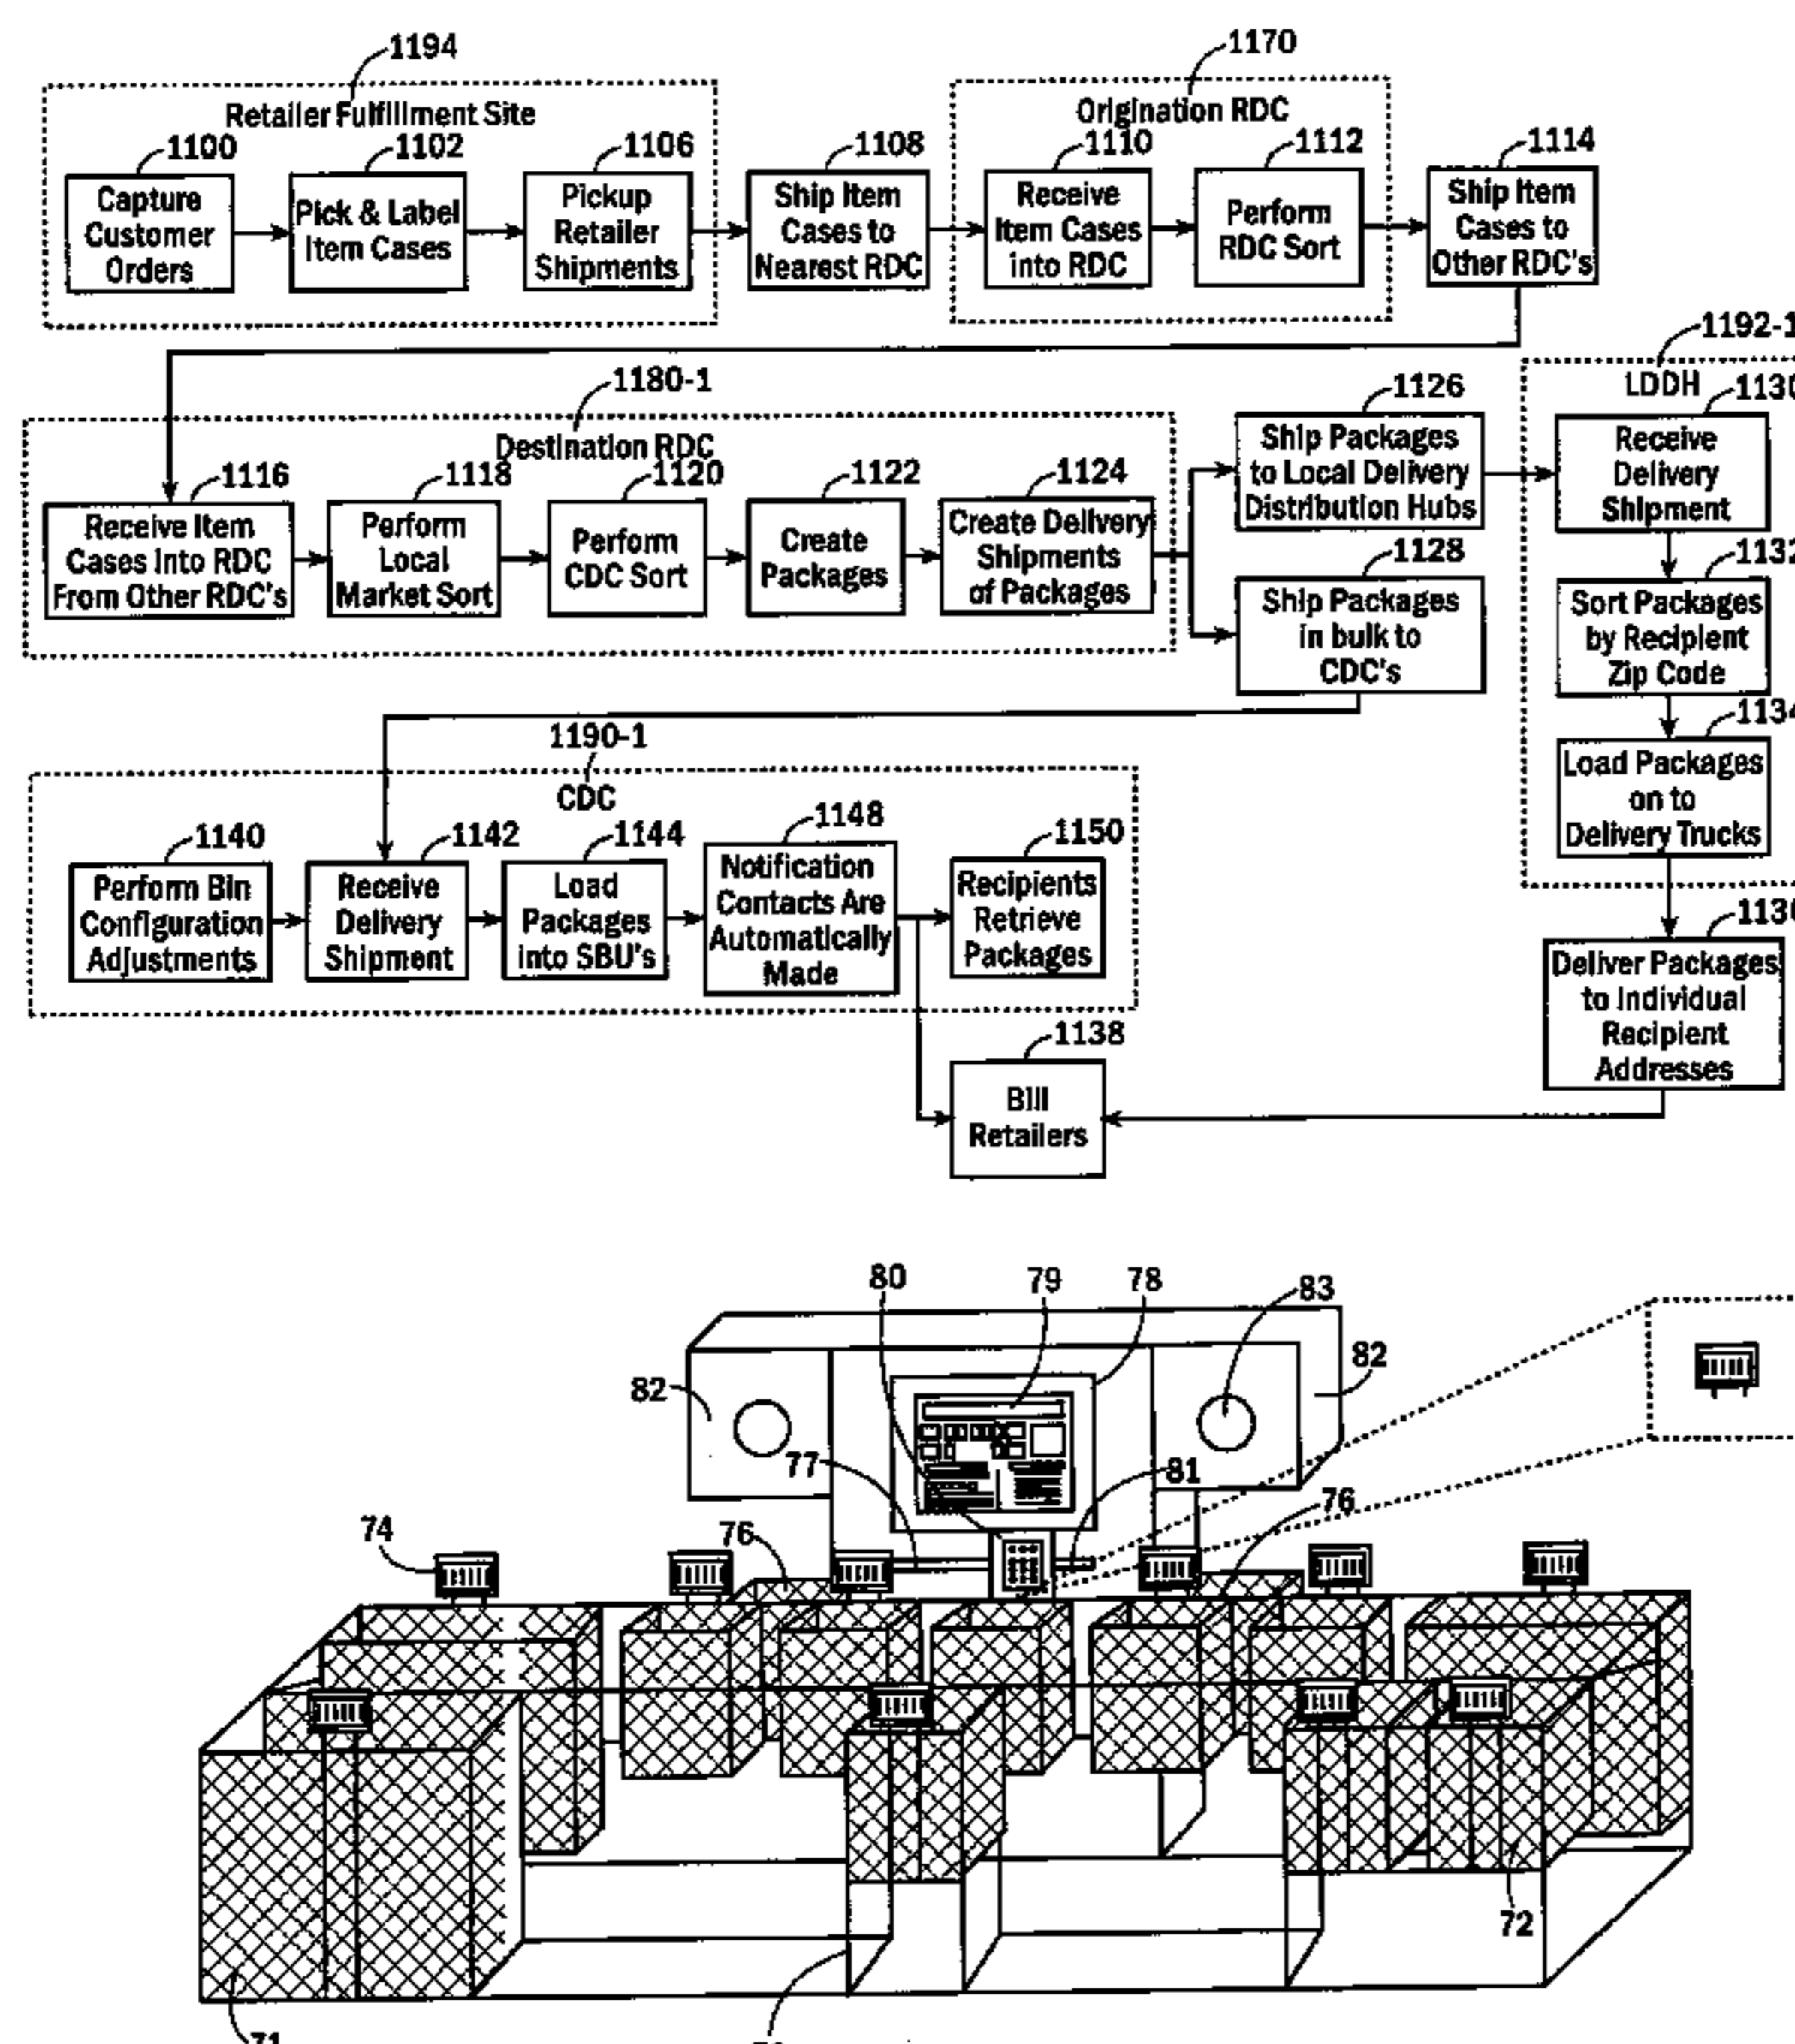 1194
1170
Retailer Fulfillment Site
Origination RDC
1100
1102
1106
1108
1110
1112
1114
Capture
Customer
Orders
Pick & Label
Item Cases
Pickup
Retailer
Shipments
Ship Item
Cases to
Nearest RDC
Receive
Item Cases
into RDC
Perform
RDC Sort
Ship Item
Cases to
Other RDC's
1192-1
LDDH
1180-1
Destination RDC
1116
1118
1120
1122
1124
1126
1130
Receive Item
Cases Into RDC
From Other RDC's
Perform
Local
Market Sort
Perform
CDC Sort
Create
Packages
Create Delivery
Shipments
of Packages
Ship Packages
to Local Delivery
Distribution Hubs
Receive
Delivery
Shipment
1128
Ship Packages
in bulk to
CDC's
1132
Sort Packages
by Recipient
Zip Code
1134
Load Packages
on to
Delivery Trucks
1190-1
CDC
1140
1142
1144
1148
1150
Perform Bin
Configuration
Adjustments
Receive
Delivery
Shipment
Load
Packages
into SBU's
Notification
Contacts Are
Automatically
Made
Recipients
Retrieve
Packages
Deliver Packages
to Individual
Recipient
Addresses
1138
Bill
Retailers
80
79
78
83
82
82
77
81
74
76
76
72
71